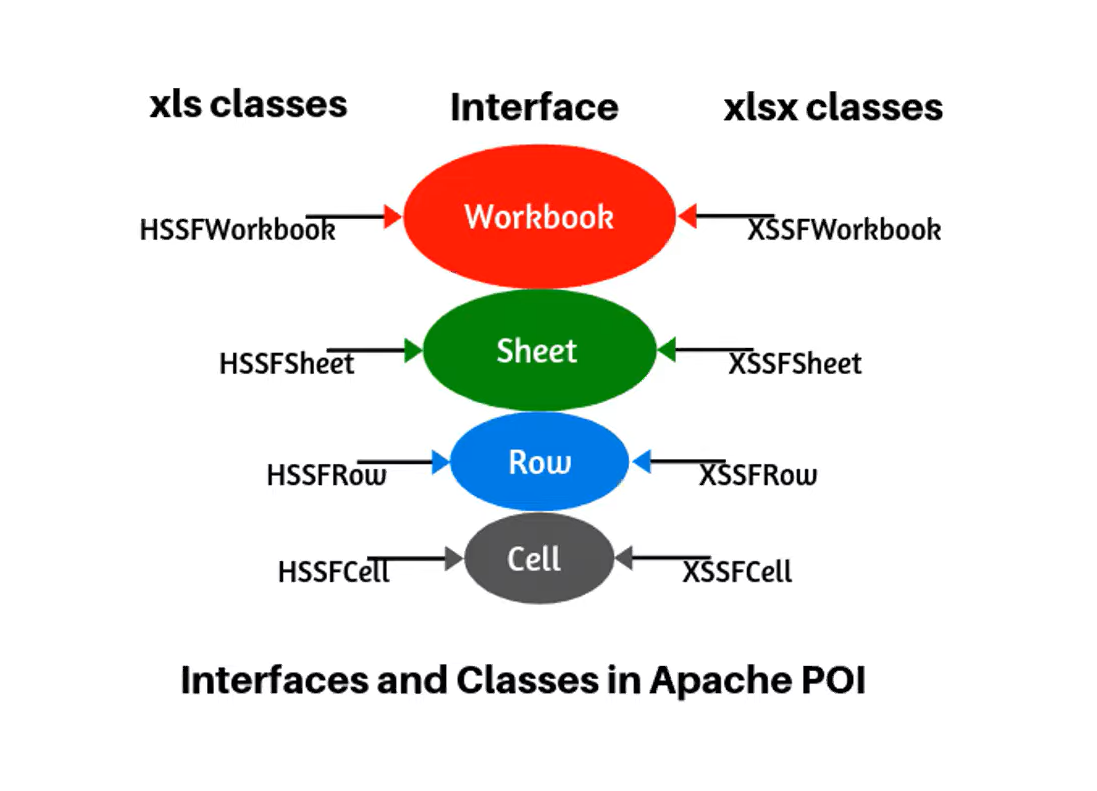 xls classes Interface xlsx classes
HSSFWorkbook Workbook XSSFWorkbook
HSSFSheet Sheet XSSFSheet
HSSFRow Row XSSFRow
HSSFCell Cell XSSFCell
Interfaces and Classes in Apache POI